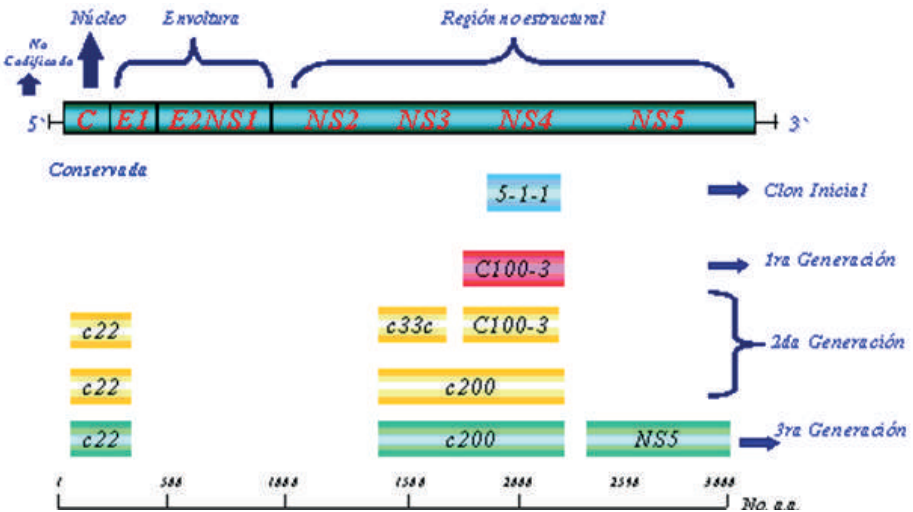 Núcleo Envoltura Región no estructural
No
Codificada
5` C E1 E2NS1 NS2 NS3 NS4 NS5 3`
Conservada
5-1-1 Clon Inicial
C100-3 1ra Generación
c22 c33c C100-3
2da Generación
c22 c200
c22 c200 NS5 3ra Generación
No. a.a.